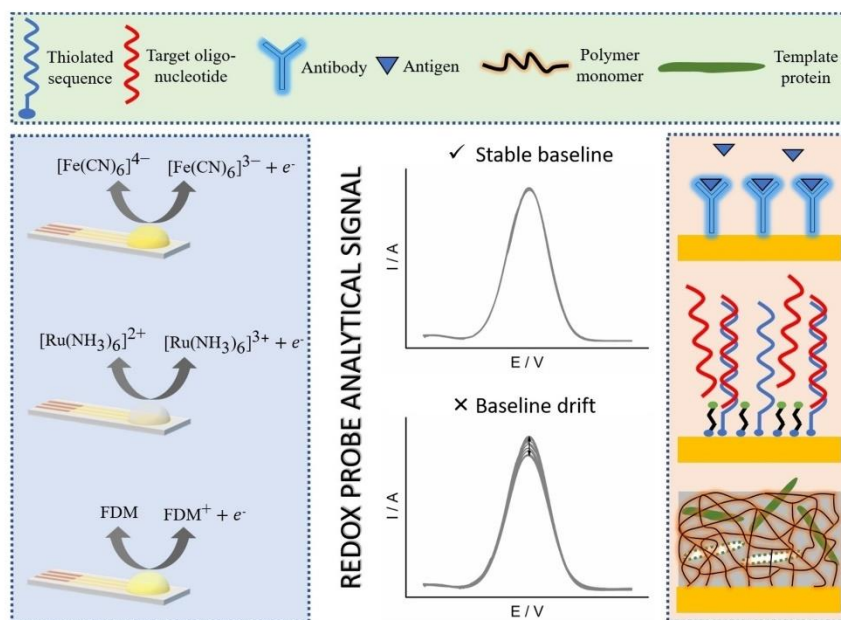 Thiolated
sequence
Target oligo-
nucleotide
Antibody
Antigen
Polymer
monomer
Template
protein
[Fe(CN)₆]⁴⁻ [Fe(CN)₆]³⁻ + e⁻
[Ru(NH₃)₆]²⁺ [Ru(NH₃)₆]³⁺ + e⁻
FDM FDM⁺ + e⁻
REDOX PROBE ANALYTICAL SIGNAL
✓ Stable baseline
I / A
E / V
× Baseline drift
I / A
E / V